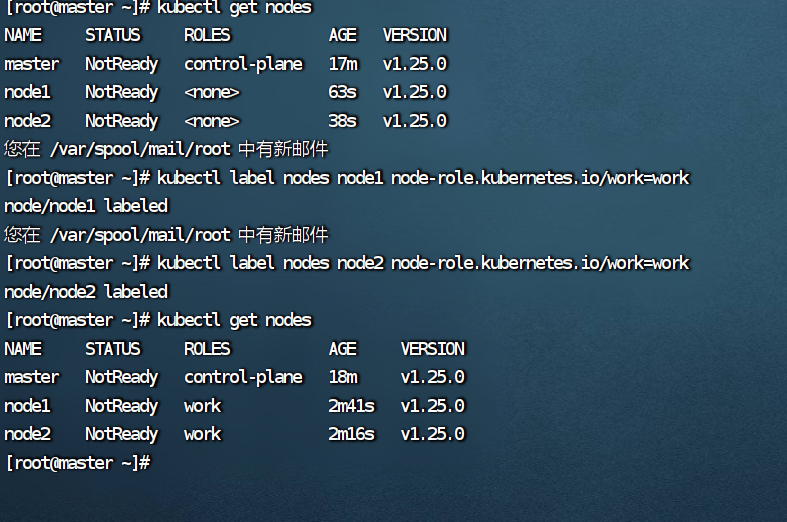 [root@master ~]# kubectl get nodes
NAME STATUS ROLES AGE VERSION
master NotReady control-plane 17m v1.25.0
node1 NotReady <none> 63s v1.25.0
node2 NotReady <none> 38s v1.25.0
您在 /var/spool/mail/root 中有新邮件
[root@master ~]# kubectl label nodes node1 node-role.kubernetes.io/work=work
node/node1 labeled
您在 /var/spool/mail/root 中有新邮件
[root@master ~]# kubectl label nodes node2 node-role.kubernetes.io/work=work
node/node2 labeled
[root@master ~]# kubectl get nodes
NAME STATUS ROLES AGE VERSION
master NotReady control-plane 18m v1.25.0
node1 NotReady work 2m41s v1.25.0
node2 NotReady work 2m16s v1.25.0
[root@master ~]#